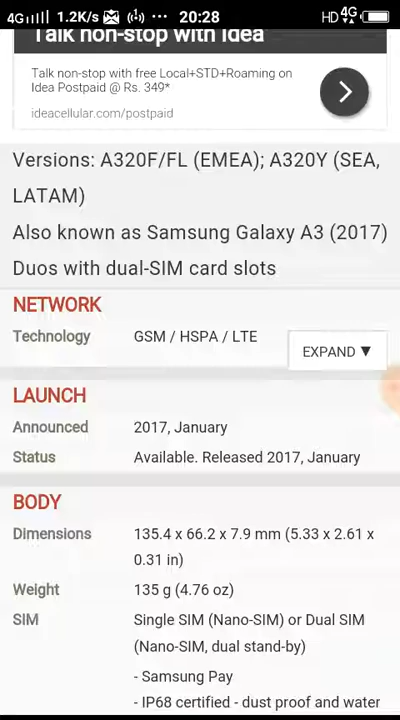 4G 1.2K/s ··· 20:28 HD 4G
Talk non-stop with Idea
Talk non-stop with free Local+STD+Roaming on
Idea Postpaid @ Rs. 349*
ideacellular.com/postpaid
Versions: A320F/FL (EMEA); A320Y (SEA,
LATAM)
Also known as Samsung Galaxy A3 (2017)
Duos with dual-SIM card slots
NETWORK
Technology GSM / HSPA / LTE
EXPAND ▼
LAUNCH
Announced 2017, January
Status Available. Released 2017, January
BODY
Dimensions 135.4 x 66.2 x 7.9 mm (5.33 x 2.61 x
0.31 in)
Weight 135 g (4.76 oz)
SIM Single SIM (Nano-SIM) or Dual SIM
(Nano-SIM, dual stand-by)
- Samsung Pay
- IP68 certified - dust proof and water